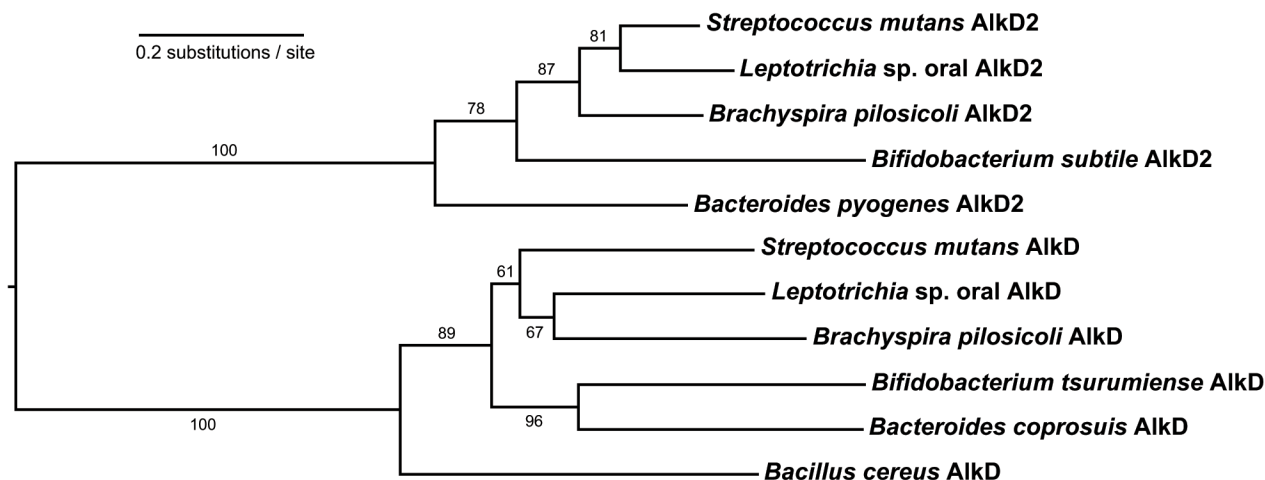 Streptococcus mutans AlkD2
81
0.2 substitutions / site
Leptotrichia sp. oral AlkD2
87
78
Brachyspira pilosicoli AlkD2
100
Bifidobacterium subtile AlkD2
Bacteroides pyogenes AlkD2
Streptococcus mutans AlkD
61
Leptotrichia sp. oral AlkD
89
67
Brachyspira pilosicoli AlkD
Bifidobacterium tsurumiense AlkD
96
100
Bacteroides coprosuis AlkD
Bacillus cereus AlkD